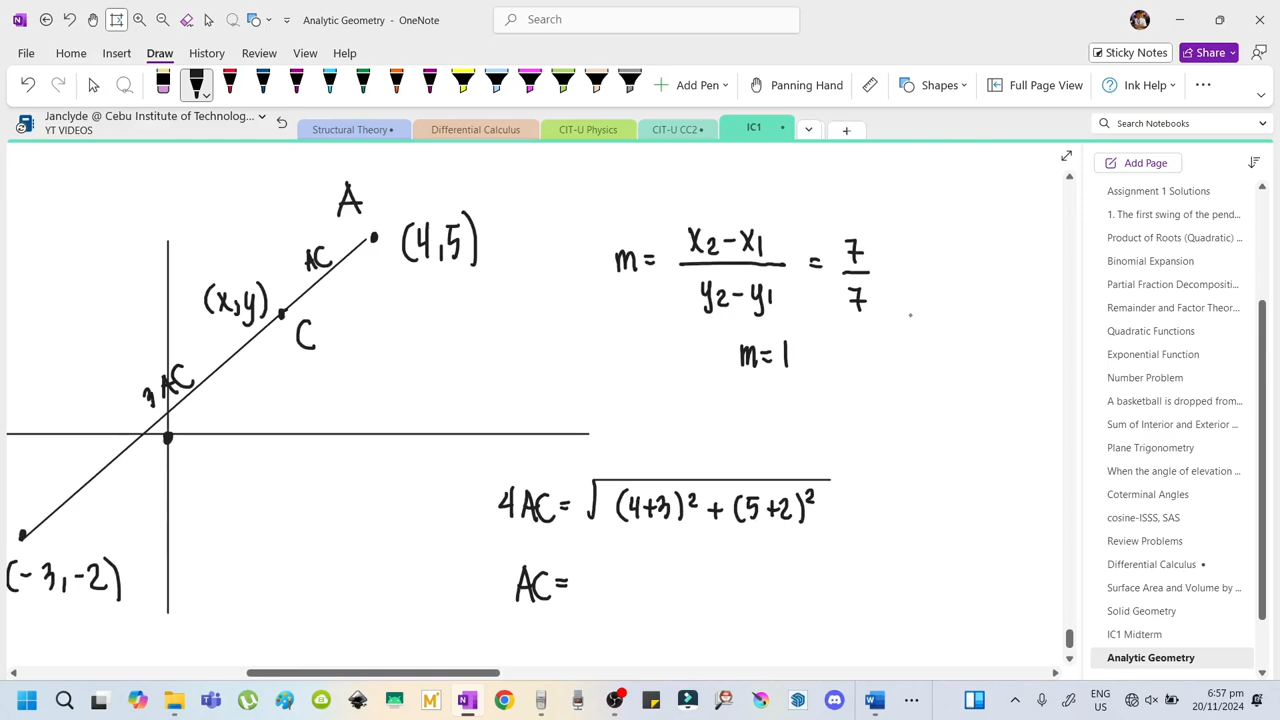 Analytic Geometry - OneNote
Search
File Home Insert Draw History Review View Help
Sticky Notes
Share
Add Pen
Panning Hand
Shapes
Full Page View
Ink Help
Janclyde @ Cebu Institute of Technolog...
YT VIDEOS
Structural Theory
Differential Calculus
CIT-U Physics
CIT-U CC2
IC1
Search Notebooks
Add Page
Assignment 1 Solutions
1. The first swing of the pend...
Product of Roots (Quadratic) ...
Binomial Expansion
Partial Fraction Decompositi...
Remainder and Factor Theor...
Quadratic Functions
Exponential Function
Number Problem
A basketball is dropped from...
Sum of Interior and Exterior ...
Plane Trigonometry
When the angle of elevation ...
Coterminal Angles
cosine-ISSS, SAS
Review Problems
Differential Calculus
Surface Area and Volume by ...
Solid Geometry
IC1 Midterm
Analytic Geometry
A
(4,5)
AC
(x,y)
C
3AC
(-3,-2)
m= x2-x1 / y2-y1 = 7/7
m=1
4AC= √(4+3)² + (5+2)²
AC=
ENG
US
6:57 pm
20/11/2024